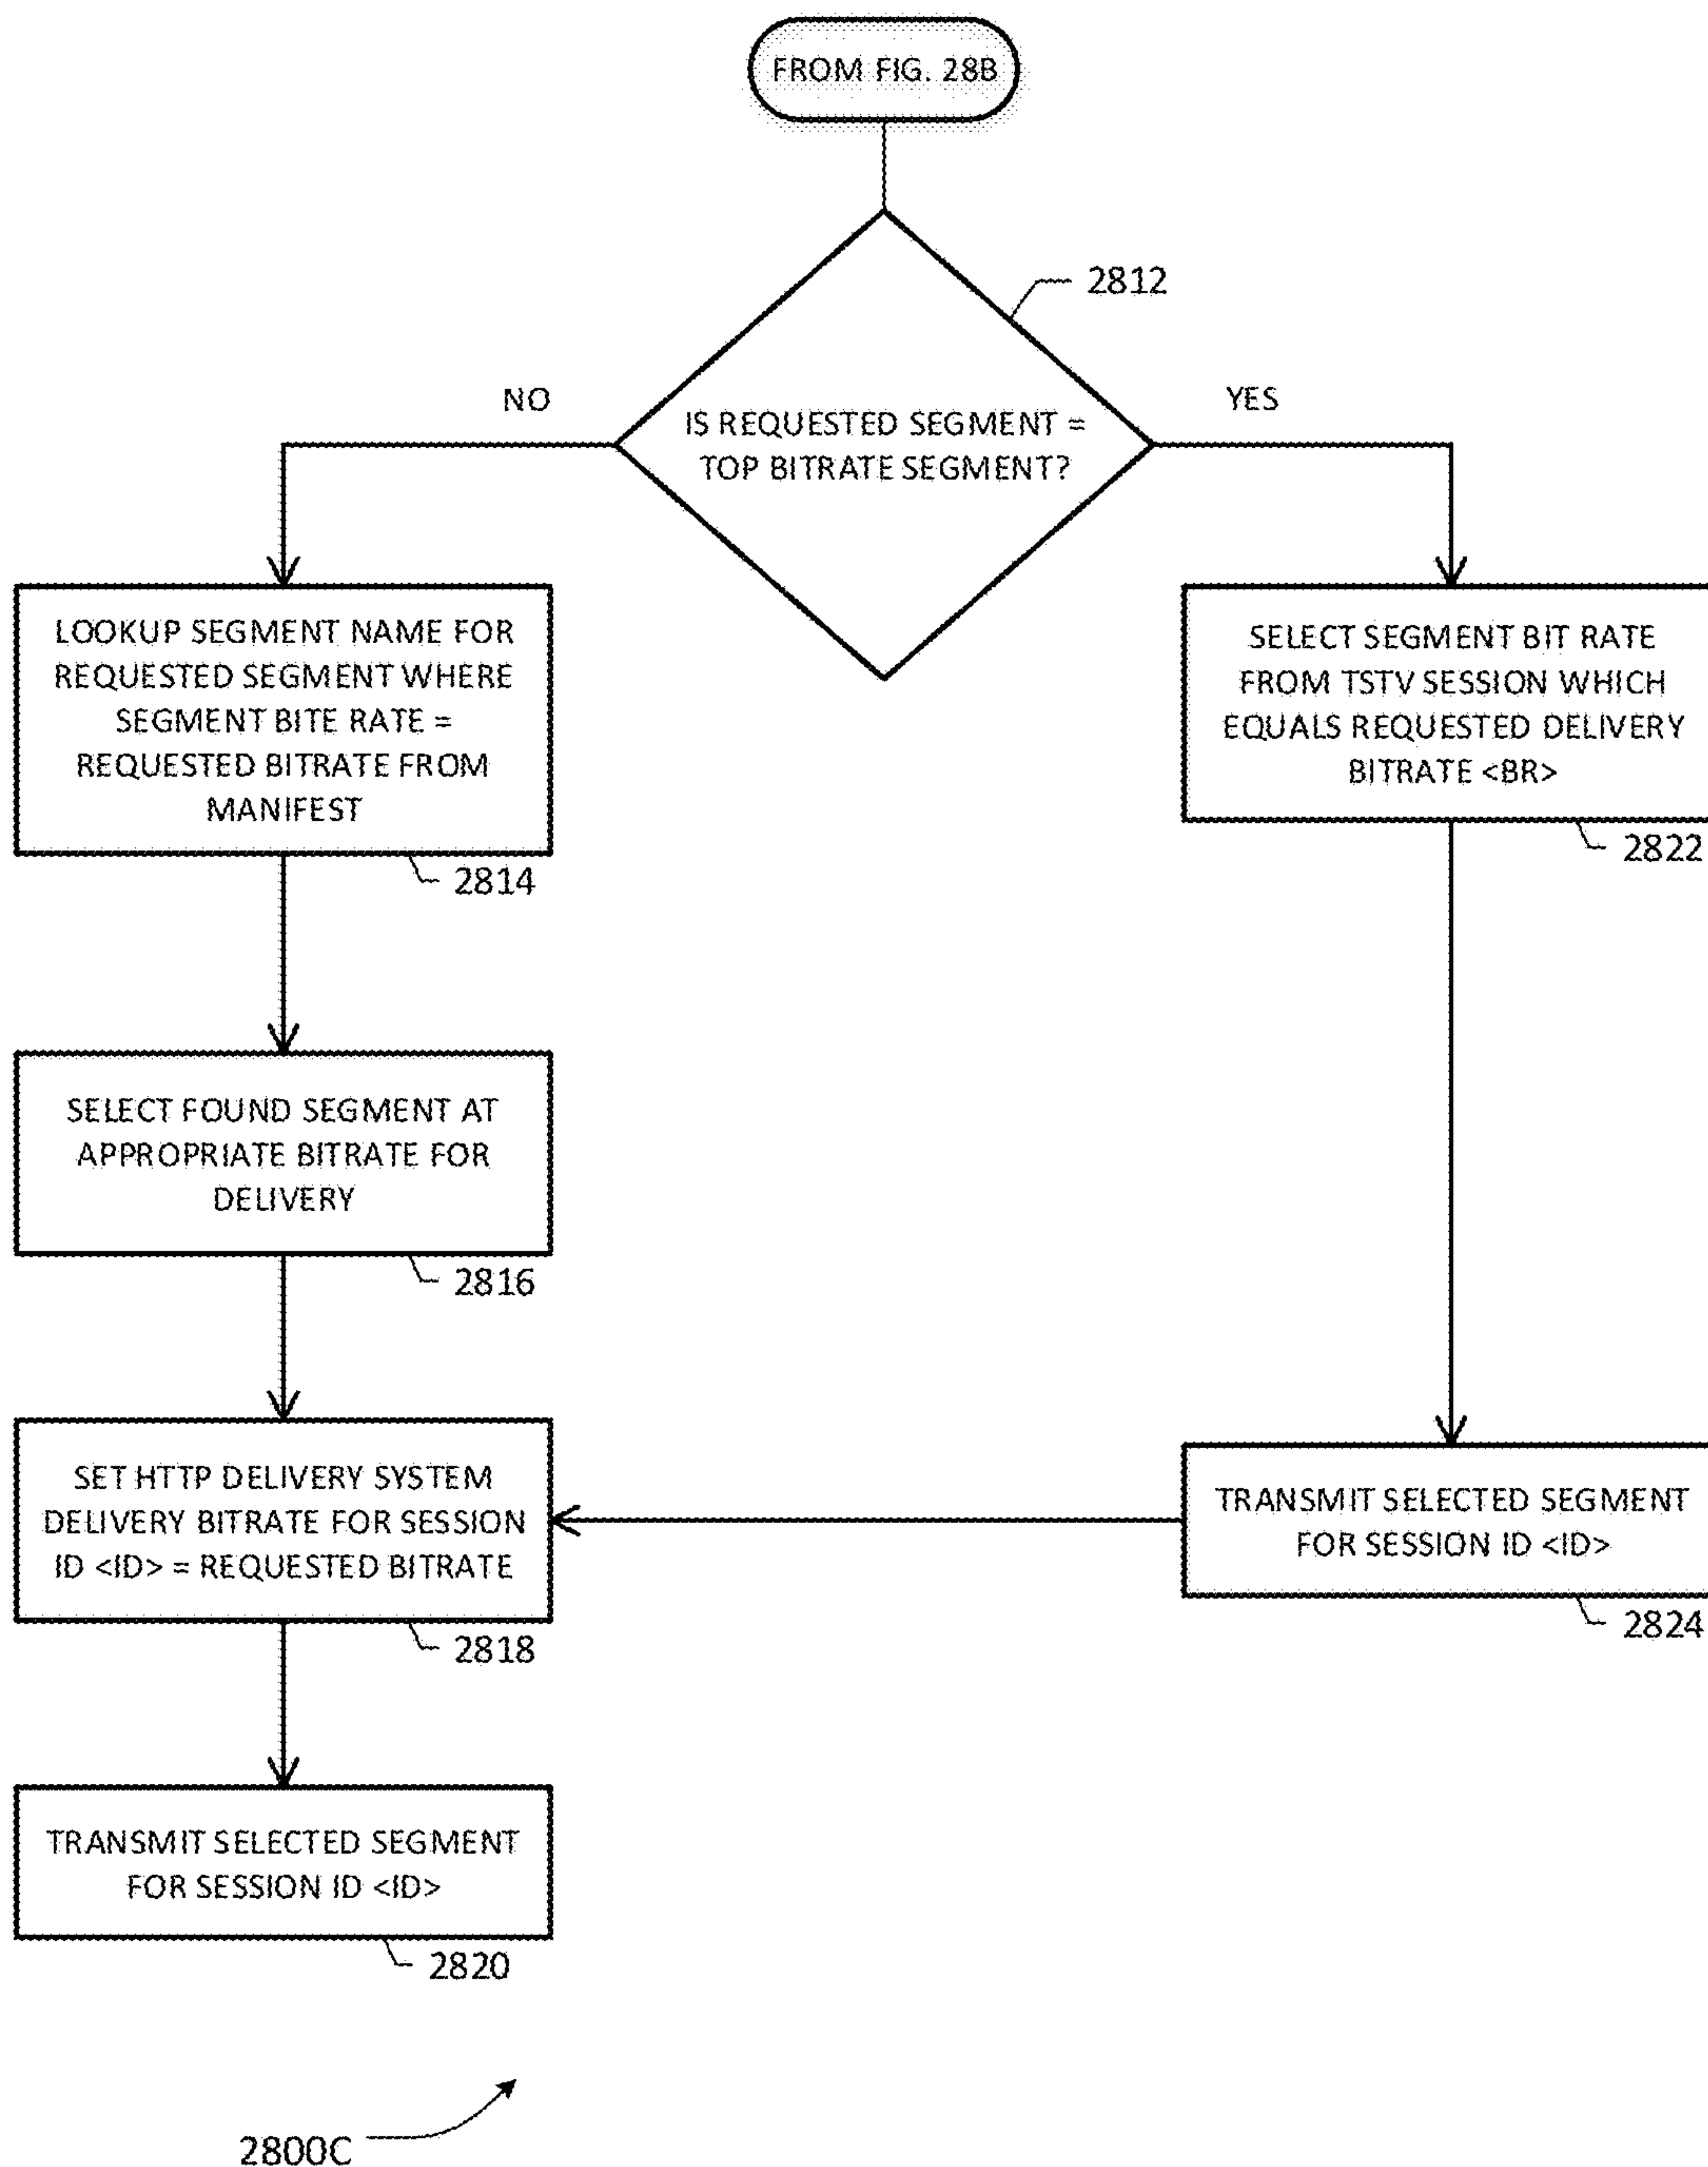 FROM FIG. 28B
2812
NO
YES
IS REQUESTED SEGMENT =
TOP BITRATE SEGMENT?
LOOKUP SEGMENT NAME FOR
REQUESTED SEGMENT WHERE
SEGMENT BITE RATE =
REQUESTED BITRATE FROM
MANIFEST
2814
SELECT SEGMENT BIT RATE
FROM TSTV SESSION WHICH
EQUALS REQUESTED DELIVERY
BITRATE <BR>
2822
SELECT FOUND SEGMENT AT
APPROPRIATE BITRATE FOR
DELIVERY
2816
SET HTTP DELIVERY SYSTEM
DELIVERY BITRATE FOR SESSION
ID <ID> = REQUESTED BITRATE
2818
TRANSMIT SELECTED SEGMENT
FOR SESSION ID <ID>
2824
TRANSMIT SELECTED SEGMENT
FOR SESSION ID <ID>
2820
2800C